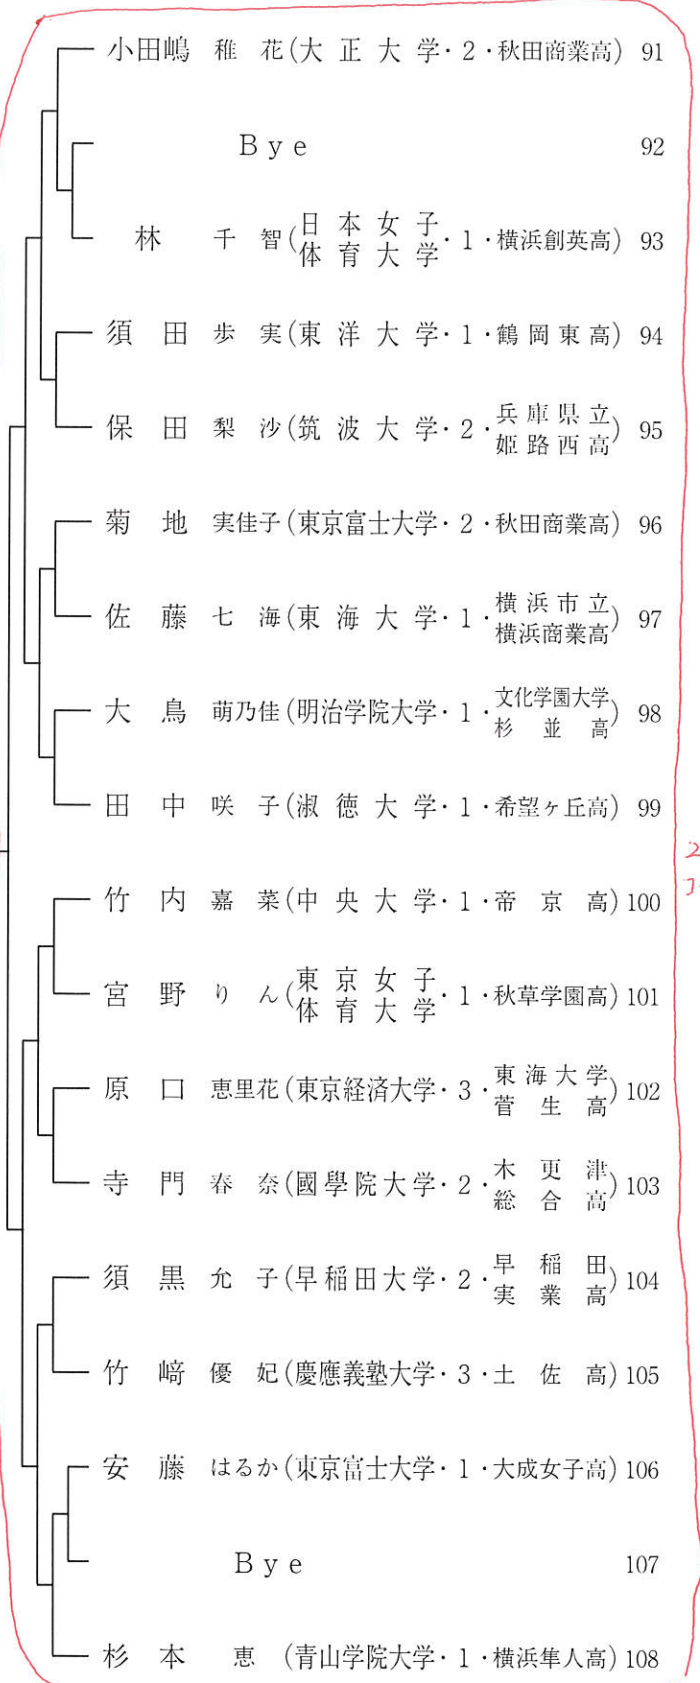 小田嶋 稚花(大正大学・2・秋田商業高) 91
Bye 92
林 千智(日本女子体育大学・1・横浜創英高) 93
須田 歩実(東洋大学・1・鶴岡東高) 94
保田 梨沙(筑波大学・2・兵庫県立姫路西高) 95
菊地 実佳子(東京富士大学・2・秋田商業高) 96
佐藤 七海(東海大学・1・横浜市立横浜商業高) 97
大鳥 萌乃佳(明治学院大学・1・文化学園大学杉並高) 98
田中 咲子(淑徳大学・1・希望ヶ丘高) 99
竹内 嘉菜(中央大学・1・帝京高) 100
宮野 りん(東京女子体育大学・1・秋草学園高) 101
原口 恵里花(東京経済大学・3・東海大学菅生高) 102
寺門 春奈(國學院大学・2・木更津総合高) 103
須黒 允子(早稲田大学・2・早稲田実業高) 104
竹﨑 優妃(慶應義塾大学・3・土佐高) 105
安藤 はるか(東京富士大学・1・大成女子高) 106
Bye 107
杉本 恵(青山学院大学・1・横浜隼人高) 108